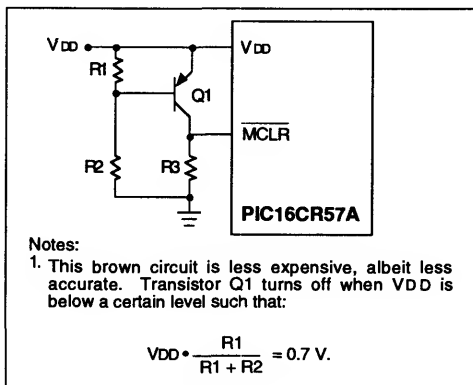 VDD
VDD
R1
Q1
R2
R3
MCLR
PIC16CR57A
Notes:
1. This brown circuit is less expensive, albeit less
accurate. Transistor Q1 turns off when VDD is
below a certain level such that:
VDD • R1 / R1 + R2 = 0.7 V.